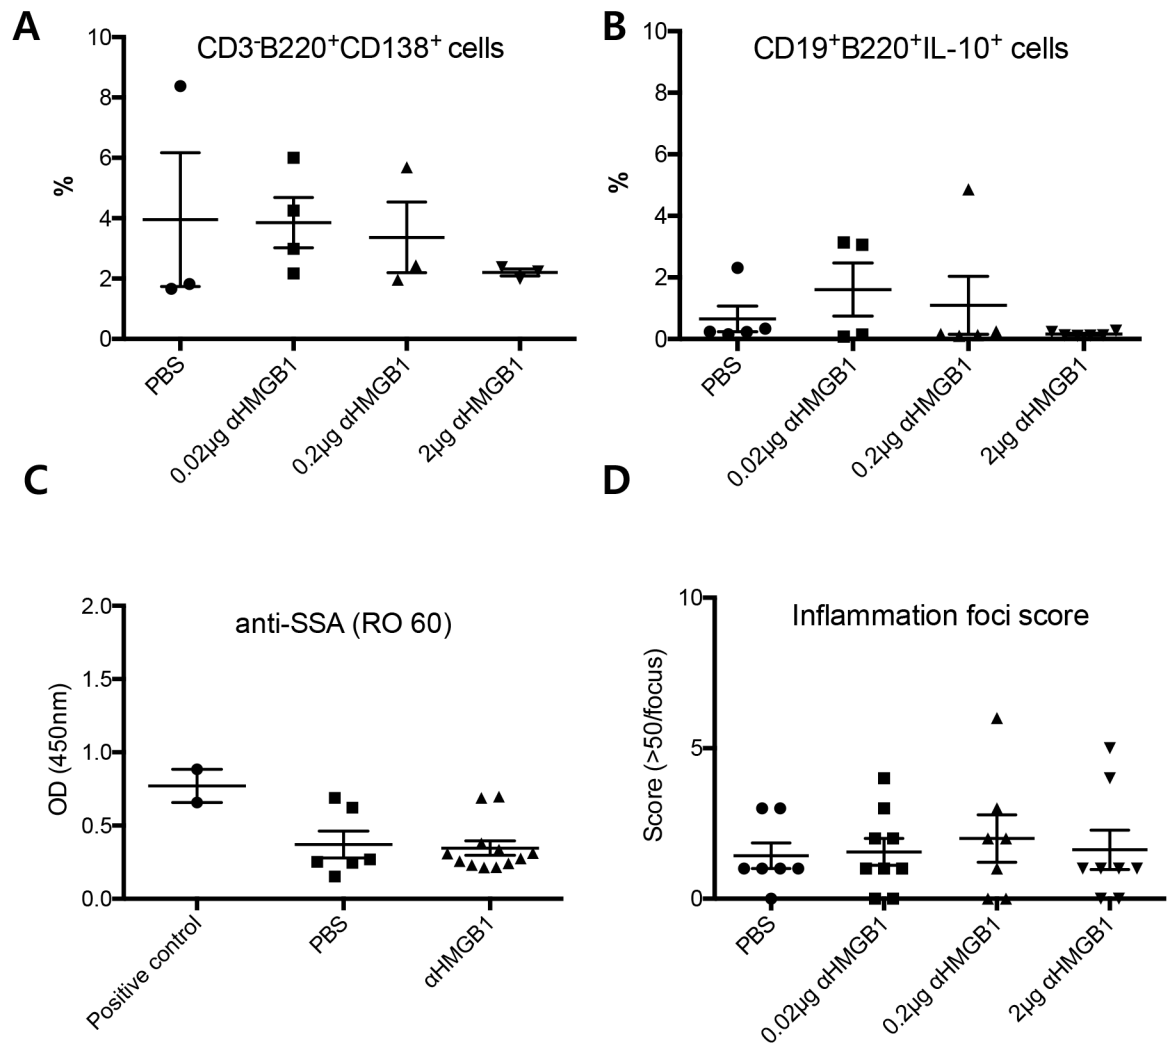 A
CD3-B220+CD138+ cells
10
8
6
4
2
0
%
PBS
0.02µg αHMGB1
0.2µg αHMGB1
2µg αHMGB1
B
CD19+B220+IL-10+ cells
10
8
6
4
2
0
%
PBS
0.02µg αHMGB1
0.2µg αHMGB1
2µg αHMGB1
C
anti-SSA (RO 60)
2.0
1.5
1.0
0.5
0.0
OD (450nm)
Positive control
PBS
αHMGB1
D
Inflammation foci score
10
5
0
Score (>50/focus)
PBS
0.02µg αHMGB1
0.2µg αHMGB1
2µg αHMGB1